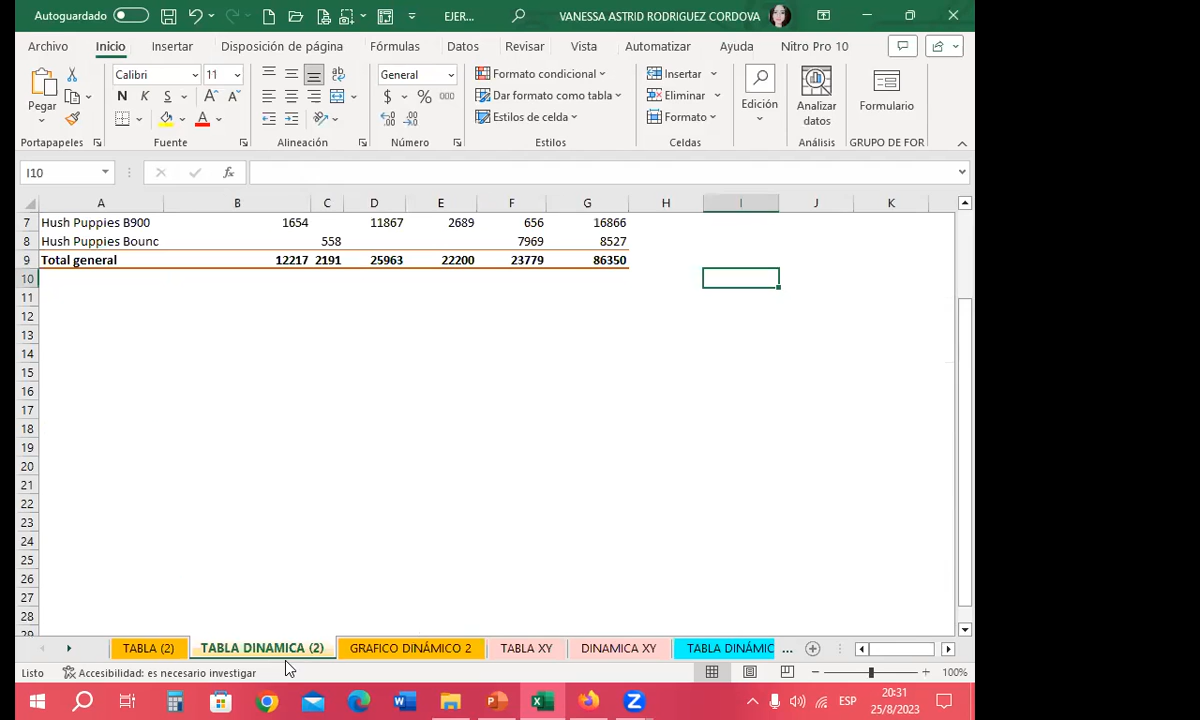 Autoguardado EJER... VANESSA ASTRID RODRIGUEZ CORDOVA
Archivo Inicio Insertar Disposición de página Fórmulas Datos Revisar Vista Automatizar Ayuda Nitro Pro 10
Calibri 11 General Formato condicional Insertar
Pegar N K S $ % 000 Dar formato como tabla Eliminar Edición Analizar datos Formulario
Estilos de celda Formato
Portapapeles Fuente Alineación Número Estilos Celdas Análisis GRUPO DE FOR
I10 fx
A B C D E F G H I J K
7 Hush Puppies B900 1654 11867 2689 656 16866
8 Hush Puppies Bounc 558 7969 8527
9 Total general 12217 2191 25963 22200 23779 86350
10
11
12
13
14
15
16
17
18
19
20
21
22
23
24
25
26
27
28
29
TABLA (2) TABLA DINAMICA (2) GRAFICO DINÁMICO 2 TABLA XY DINAMICA XY TABLA DINÁMIC ...
Listo Accesibilidad: es necesario investigar 100%
ESP 20:31
25/8/2023